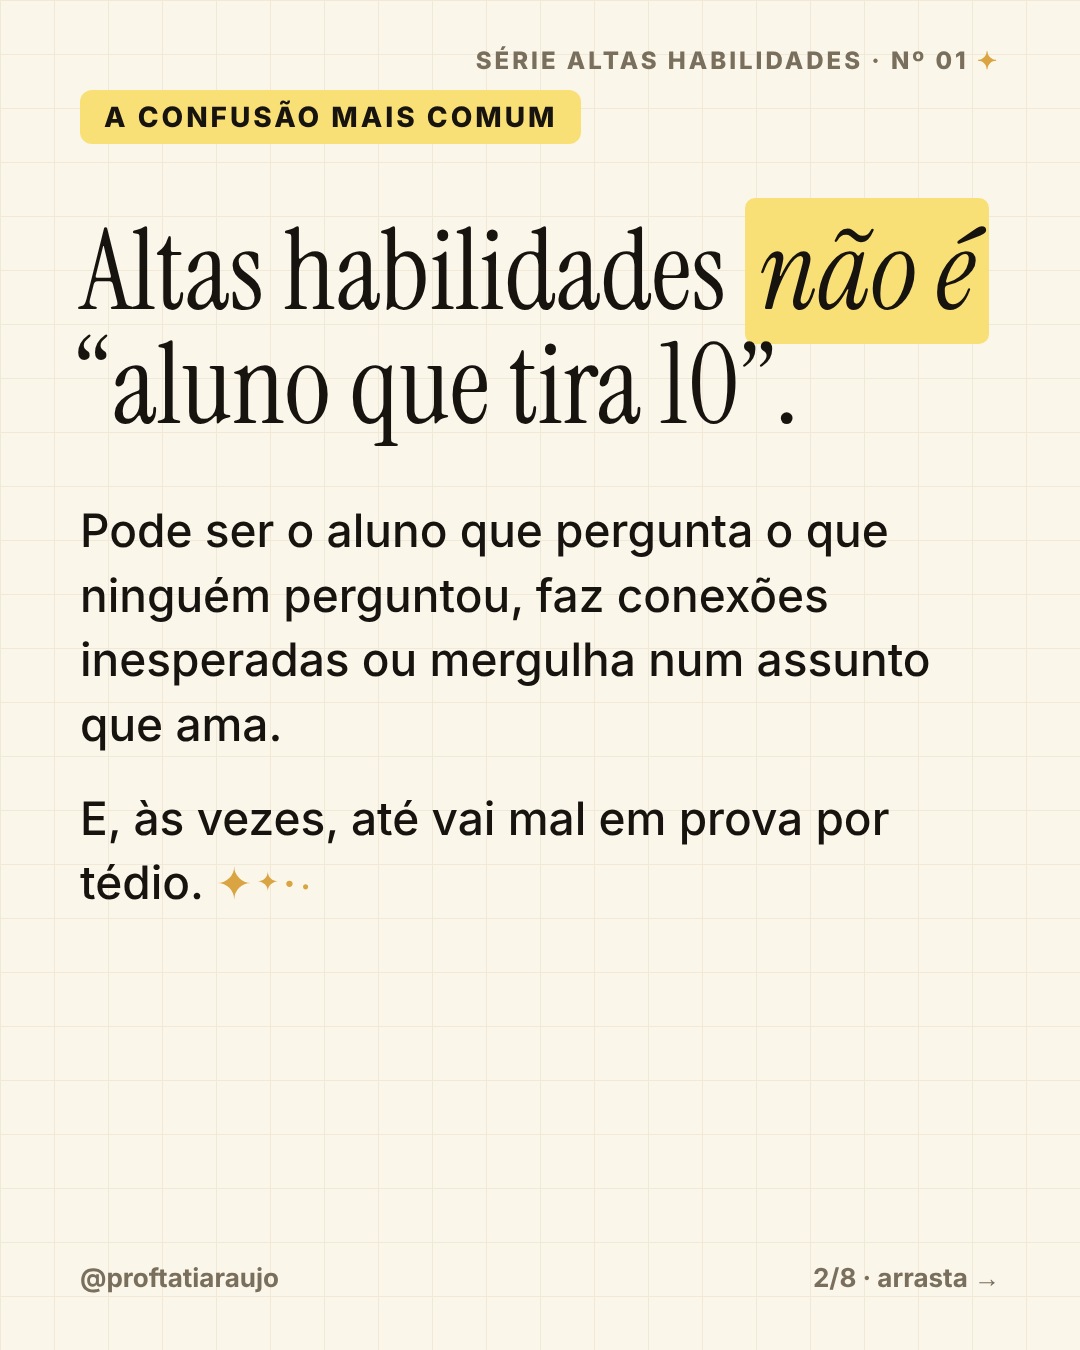 SÉRIE ALTAS HABILIDADES · Nº 01 ✦
A CONFUSÃO MAIS COMUM
Altas habilidades não é
“aluno que tira 10”.
Pode ser o aluno que pergunta o que
ninguém perguntou, faz conexões
inesperadas ou mergulha num assunto
que ama.
E, às vezes, até vai mal em prova por
tédio.
@proftatiaraujo
2/8 · arrasta →